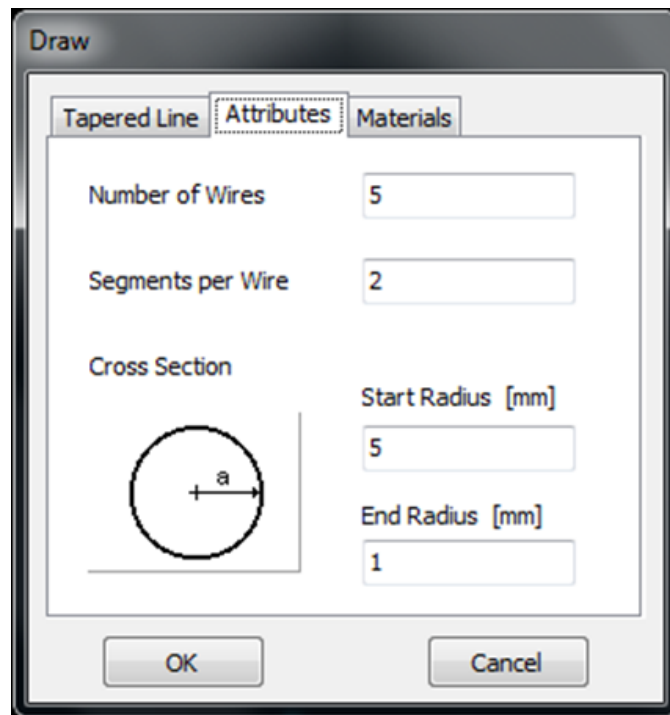 Draw
Tapered Line Attributes Materials
Number of Wires 5
Segments per Wire 2
Cross Section
Start Radius [mm]
5
a
End Radius [mm]
1
OK Cancel